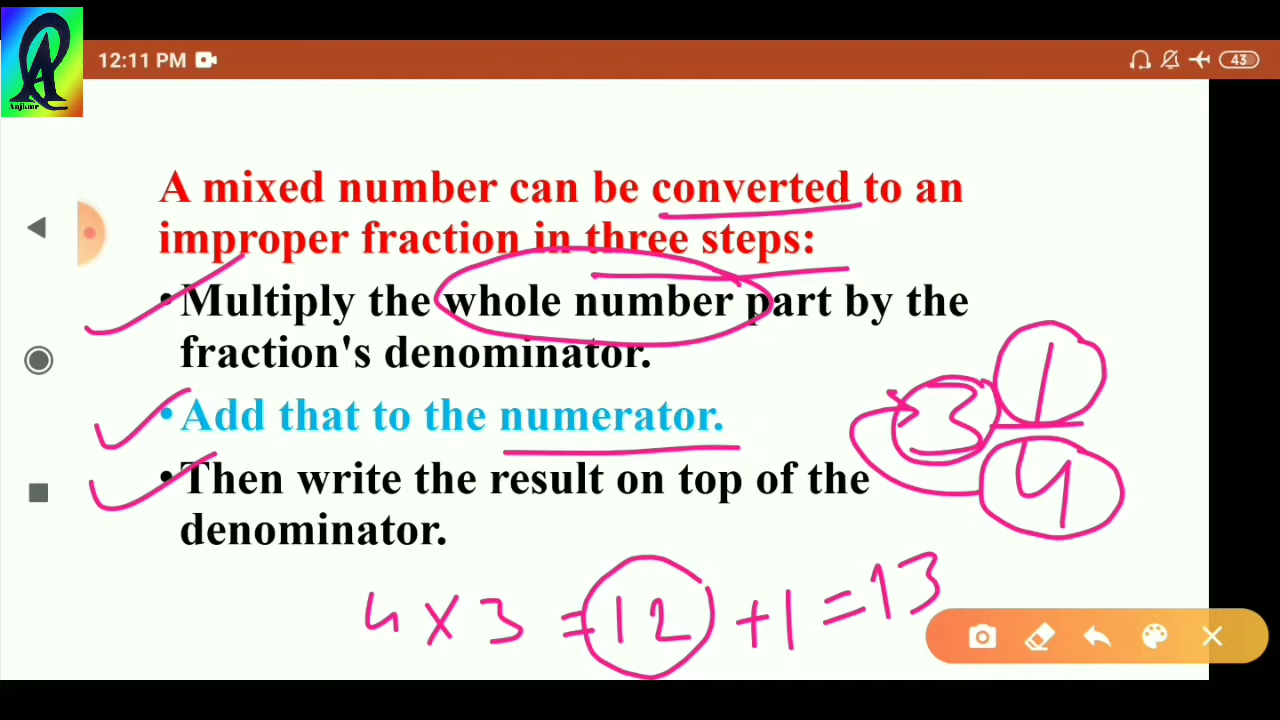 Anjkmr
12:11 PM
43
A mixed number can be converted to an
improper fraction in three steps:
•Multiply the whole number part by the
fraction's denominator.
•Add that to the numerator.
•Then write the result on top of the
denominator.
×3 1/4
4 × 3 = 12 + 1 = 13